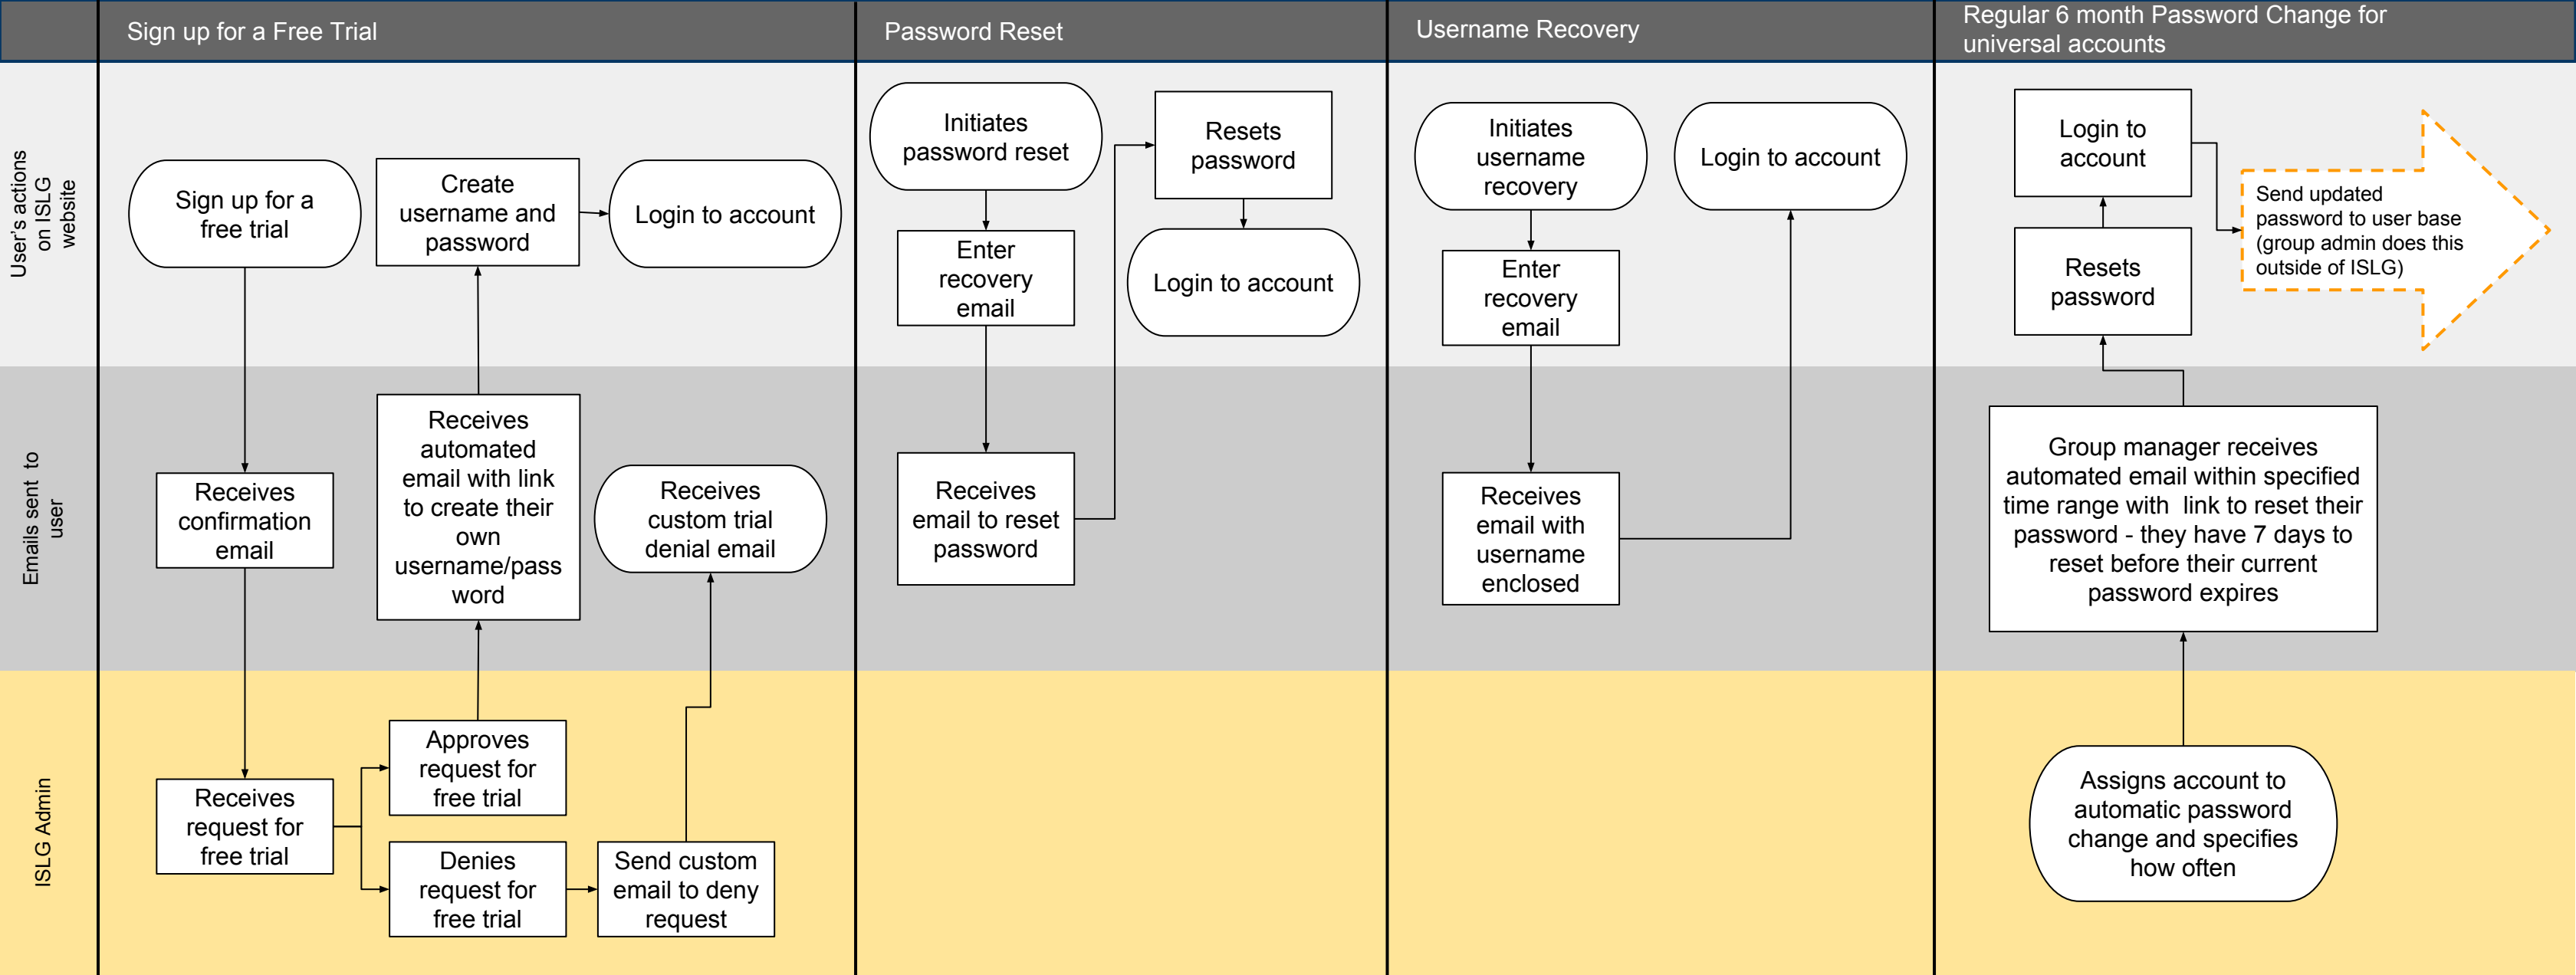 Sign up for a Free Trial
Password Reset
Username Recovery
Regular 6 month Password Change for
universal accounts
User's actions
on ISLG
website
Sign up for a
free trial
Create
username and
password
Login to account
Initiates
password reset
Enter
recovery
email
Resets
password
Login to account
Initiates
username
recovery
Enter
recovery
email
Login to account
Login to
account
Resets
password
Send updated
password to user base
(group admin does this
outside of ISLG)
Emails sent to
user
Receives
confirmation
email
Receives
automated
email with link
to create their
own
username/pass
word
Receives
custom trial
denial email
Receives
email to reset
password
Receives
email with
username
enclosed
Group manager receives
automated email within specified
time range with link to reset their
password - they have 7 days to
reset before their current
password expires
ISLG Admin
Receives
request for
free trial
Approves
request for
free trial
Denies
request for
free trial
Send custom
email to deny
request
Assigns account to
automatic password
change and specifies
how often